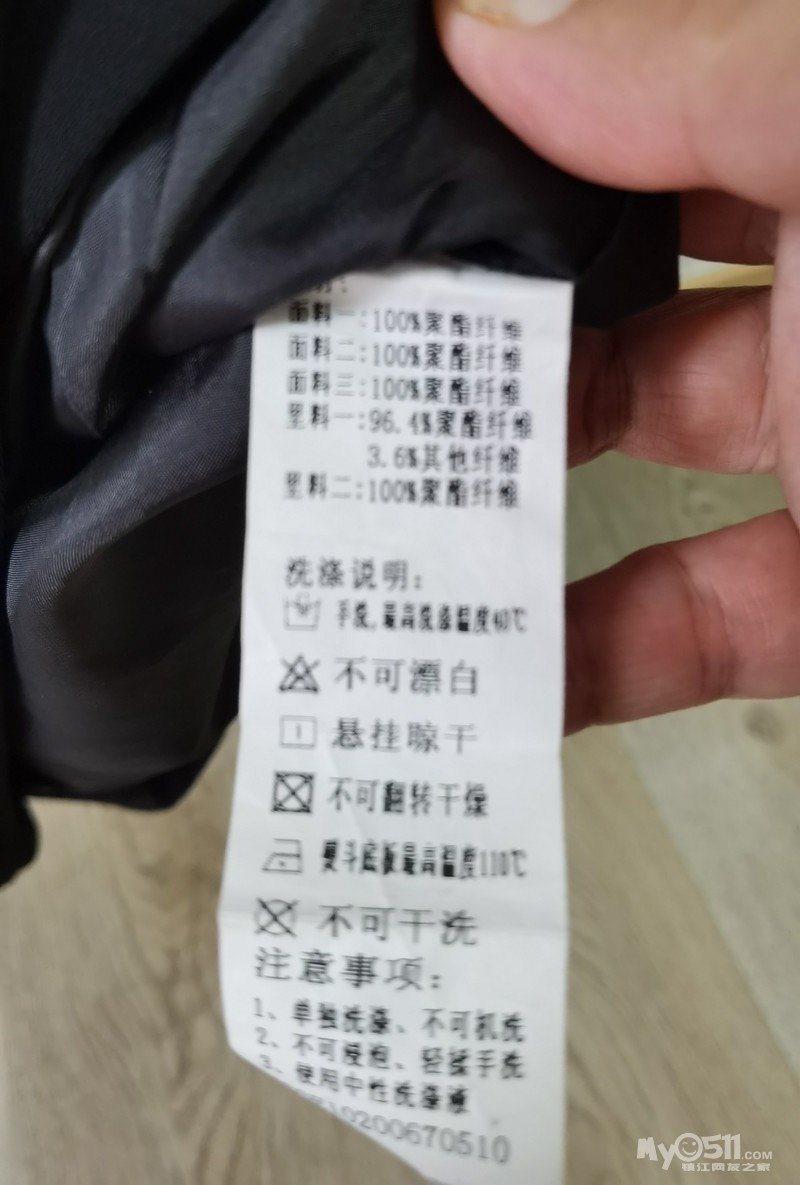 面料一:100%聚酯纤维
面料二:100%聚酯纤维
面料三:100%聚酯纤维
里料一:96.4%聚酯纤维
3.6%其他纤维
里料二:100%聚酯纤维
洗涤说明:
手洗,最高洗涤温度40℃
不可漂白
悬挂晾干
不可翻转干燥
熨斗底板最高温度110℃
不可干洗
注意事项:
1、单独洗涤、不可机洗
2、不可浸泡、轻揉手洗
3、使用中性洗涤液
10200670510
My0511.COM
镇江网友之家